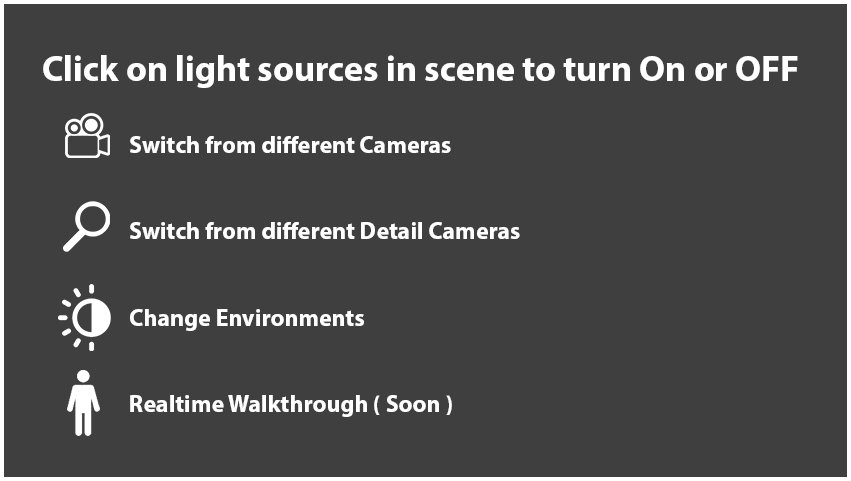 Click on light sources in scene to turn On or OFF
Switch from different Cameras
Switch from different Detail Cameras
Change Environments
Realtime Walkthrough ( Soon )